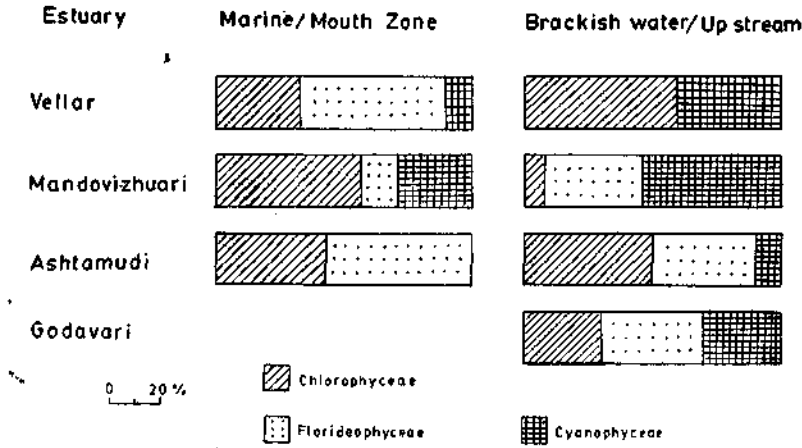 Estuary Marine/Mouth Zone Brackish water/Up stream
Vellar
Mandovizhuari
Ashtamudi
Godavari
0 20 %
Chlorophyceae
Florideophyceae Cyanophyceae